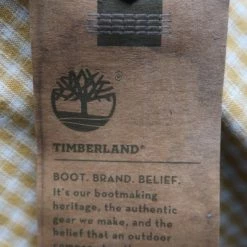 TIMBERLAND®
BOOT. BRAND. BELIEF.
It's our bootmaking
heritage, the authentic
gear we make, and the
belief that an outdoor